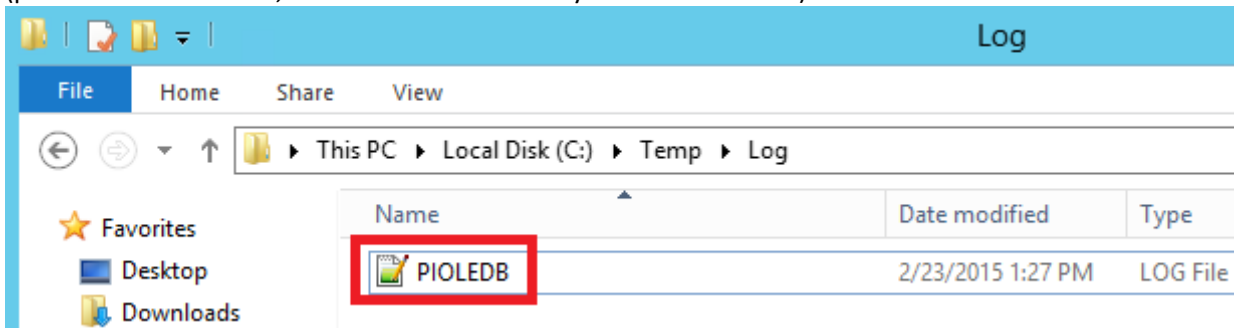 Log
File Home Share View
This PC Local Disk (C:) Temp Log
Name Date modified Type
Favorites
Desktop
Downloads
PIOLEDB 2/23/2015 1:27 PM LOG File